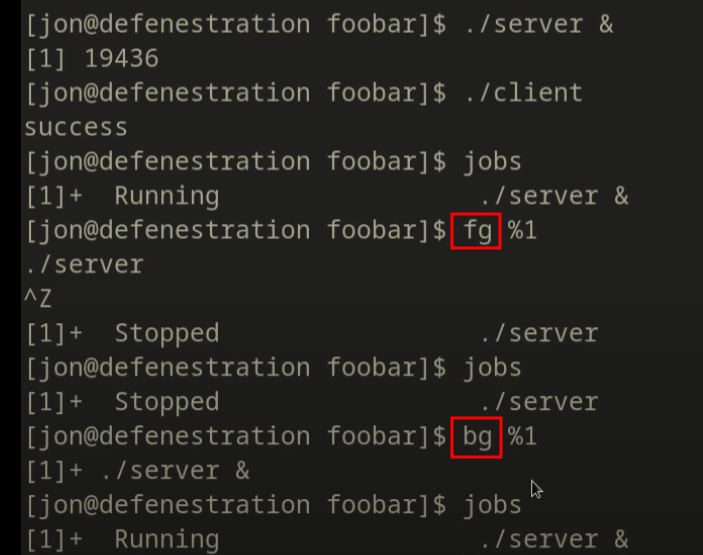 [jon@defenestration foobar]$ ./server &
[1] 19436
[jon@defenestration foobar]$ ./client
success
[jon@defenestration foobar]$ jobs
[1]+  Running                 ./server &
[jon@defenestration foobar]$ fg %1
./server
^Z
[1]+  Stopped                 ./server
[jon@defenestration foobar]$ jobs
[1]+  Stopped                 ./server
[jon@defenestration foobar]$ bg %1
[1]+ ./server &
[jon@defenestration foobar]$ jobs
[1]+  Running                 ./server &